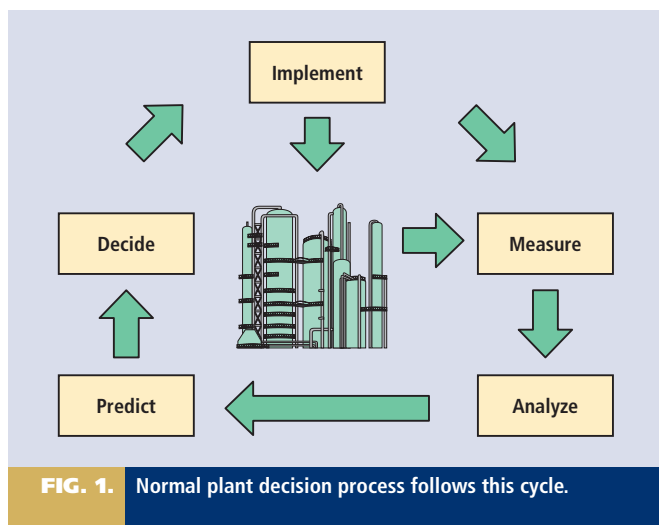 Implement
Decide
Measure
Predict
Analyze
FIG. 1. Normal plant decision process follows this cycle.